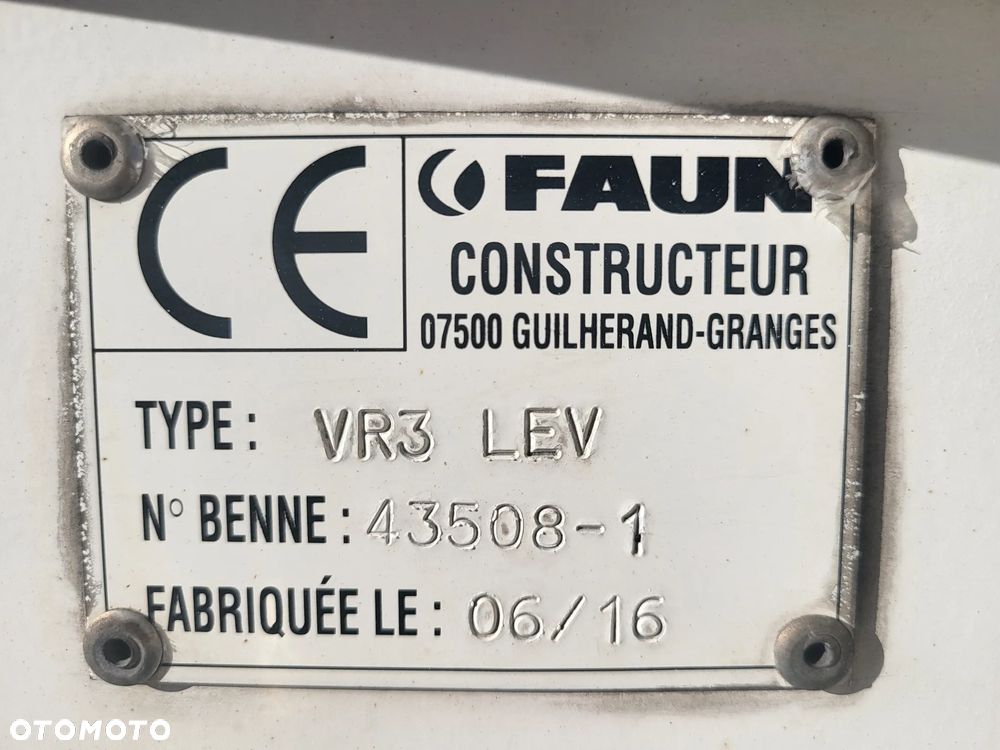 CE
FAUN
CONSTRUCTEUR
07500 GUILHERAND-GRANGES
TYPE : VR3 LEV
N° BENNE : 43508-1
FABRIQUÉE LE : 06/16
OTOMOTO